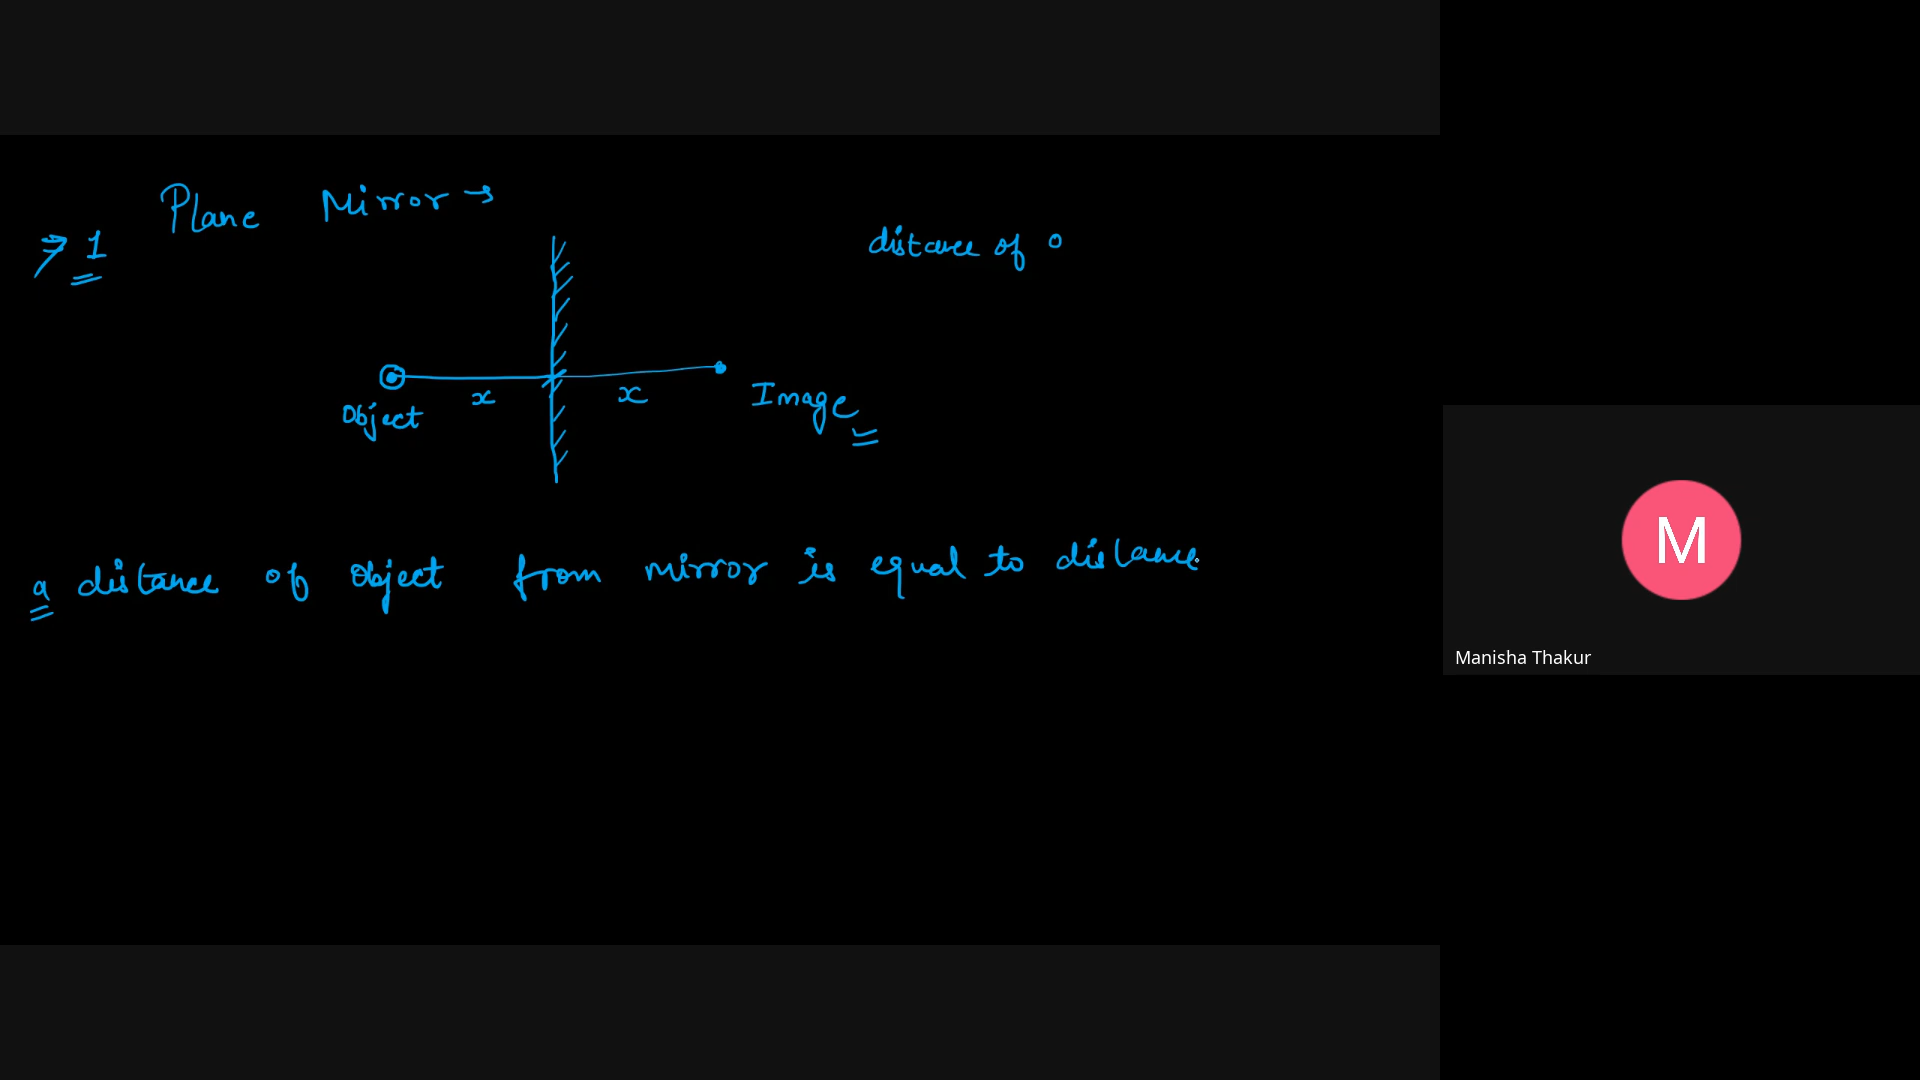 Plane Mirror →
→ 1
distance of o
x
x
Object
Image
a distance of object from mirror is equal to distance
M
Manisha Thakur